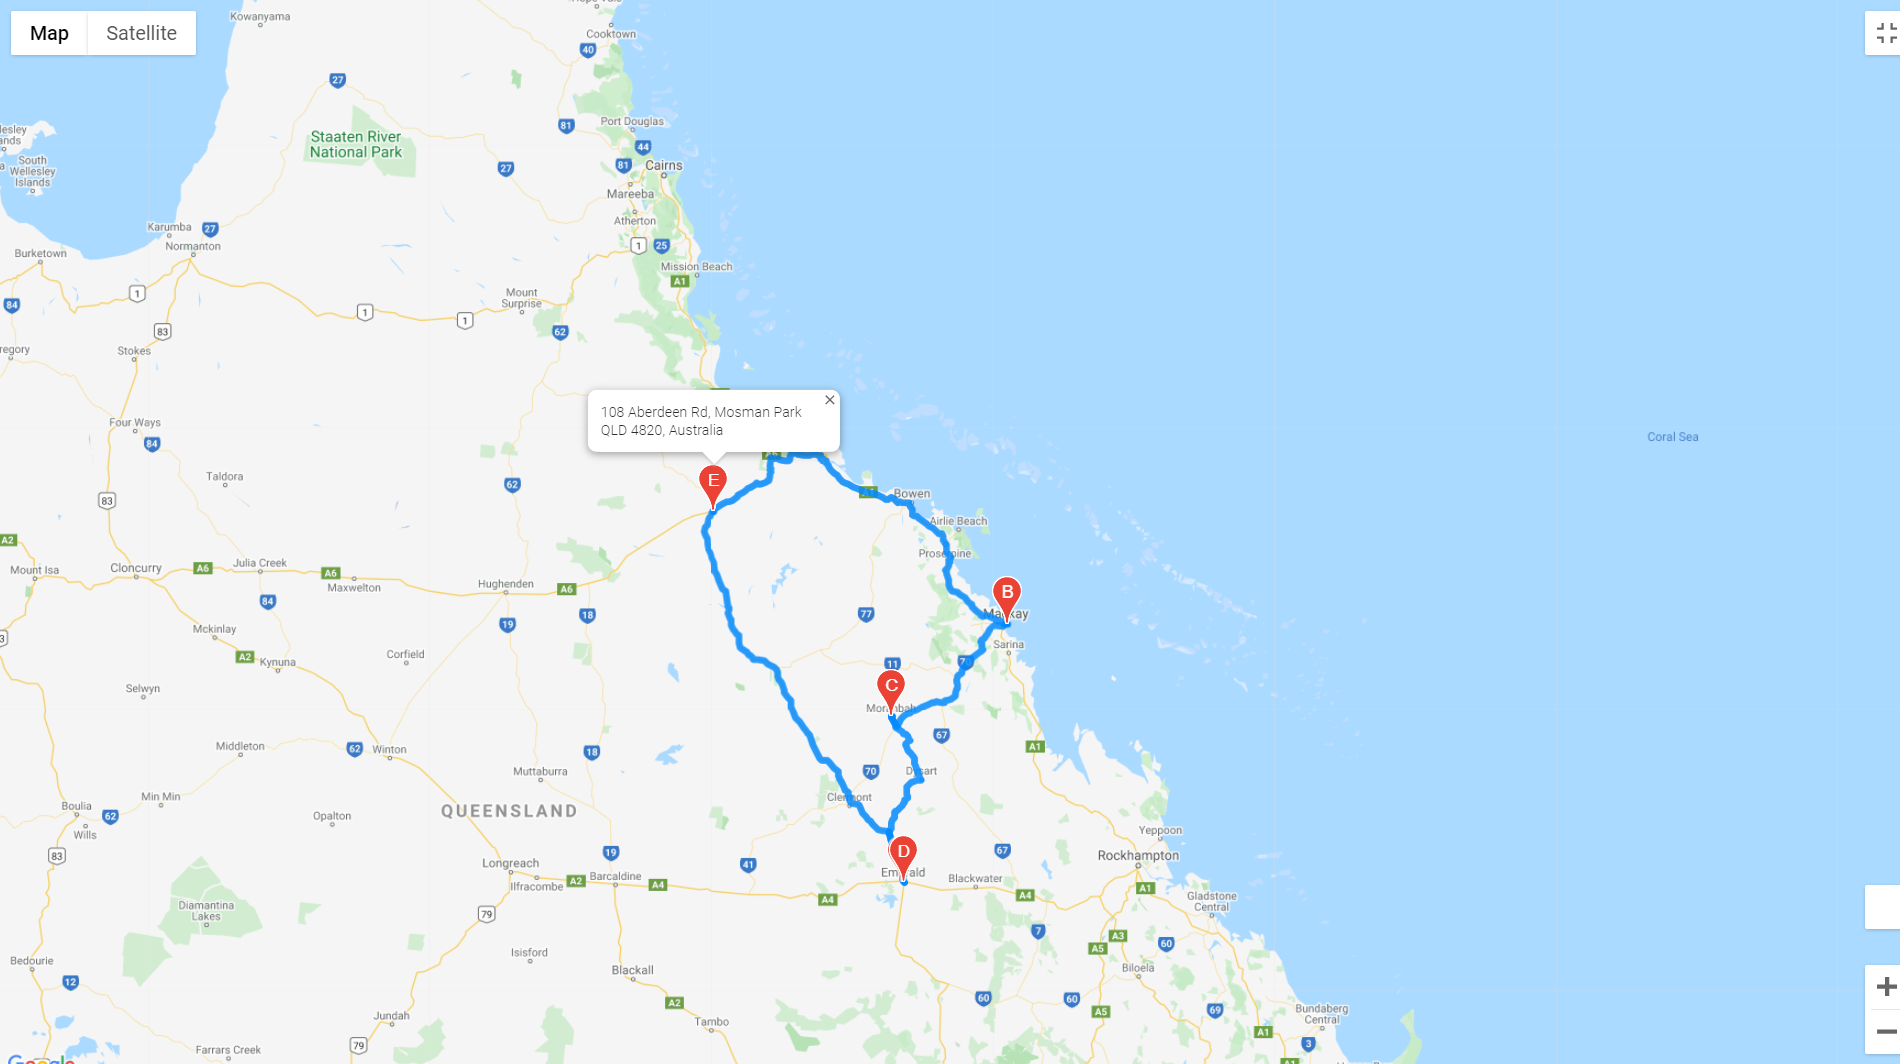 Map
Satellite
Kowanyama
Cooktown
40
27
81
Port Douglas
Staaten River
National Park
44
81
Cairns
27
South
Wellesley
Islands
Mareeba
Atherton
Karumba
27
Normanton
1
25
Burketown
Mission Beach
A1
1
Mount
Surprise
84
1
1
83
62
Stokes
108 Aberdeen Rd, Mosman Park
QLD 4820, Australia
Four Ways
84
Coral Sea
Taldora
62
E
A1
Bowen
83
Airlie Beach
A2
Proserpine
Mount Isa
Cloncurry
A6
Julia Creek
A6
Maxwelton
Hughenden
A6
84
18
77
B
Mackay
19
Mckinlay
A2
Kynuna
Corfield
Sarina
11
70
C
Selwyn
Moranbah
Middleton
62
Winton
18
67
A1
Muttaburra
70
Dysart
Min Min
Clermont
Boulia
62
Wills
Opalton
QUEENSLAND
Yeppoon
83
19
D
67
Rockhampton
Longreach
41
Emerald
Blackwater
Ilfracombe
A2
Barcaldine
A4
A4
A4
A1
Gladstone
Central
Diamantina
Lakes
79
7
A3
A5
60
Isisford
Bedourie
Blackall
Biloela
12
A2
60
60
A5
69
Bundaberg
Central
Jundah
Tambo
A1
79
3
Farrars Creek
Google